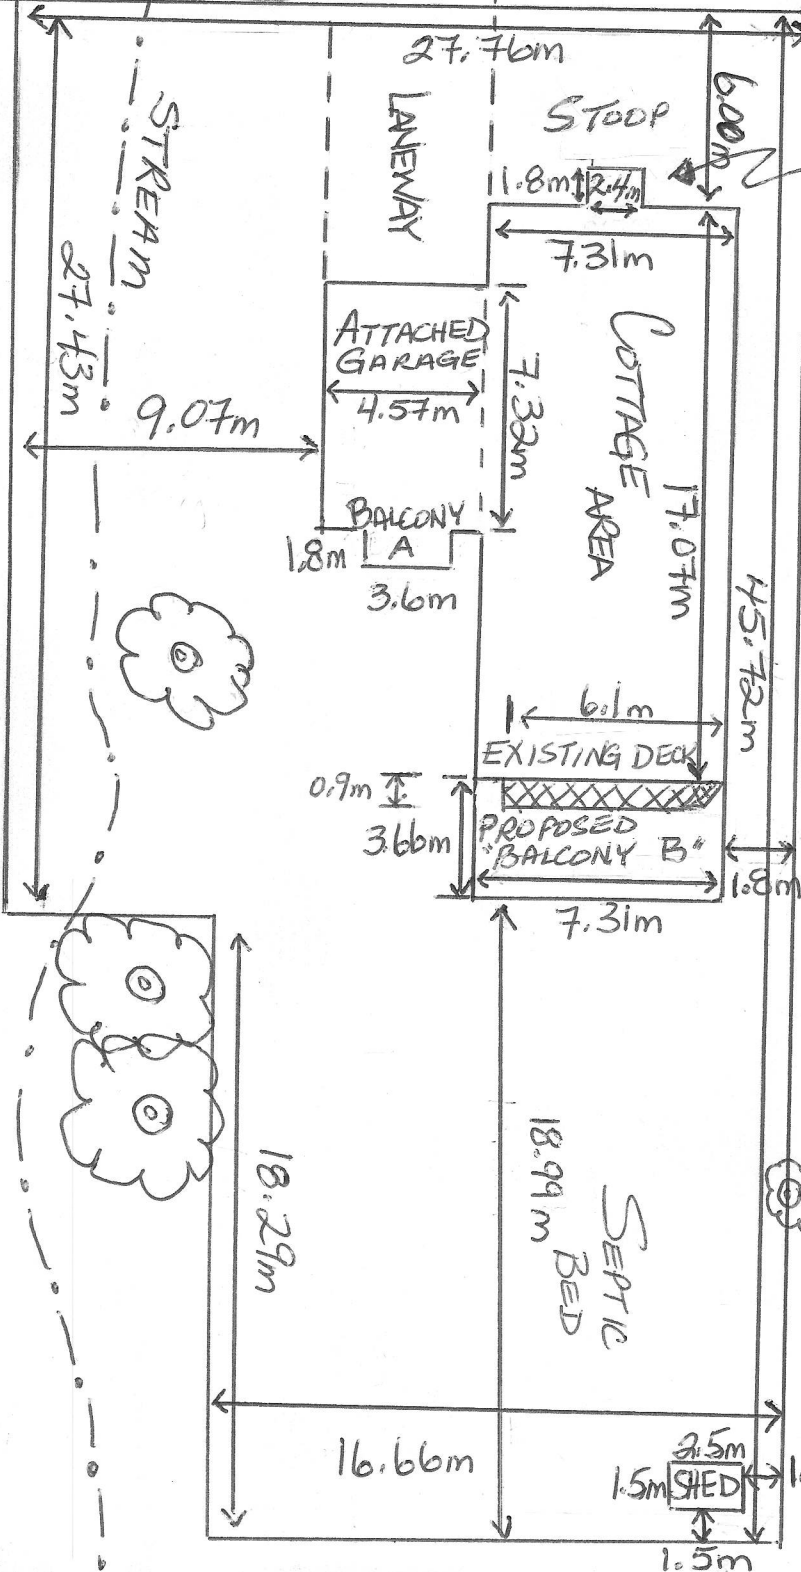 27.76m
STREAM
LANEWAY
STOOP
6.00m
1.8m
2.4m
7.31m
27.43m
ATTACHED
GARAGE
4.57m
7.32m
COTTAGE
AREA
17.07m
9.07m
BALCONY
A
1.8m
3.6m
45.72m
6.1m
EXISTING DECK
0.9m
3.66m
PROPOSED
"BALCONY B"
1.8m
7.31m
18.29m
18.99m
SEPTIC
BED
16.66m
2.5m
1.5m
SHED
1.
1.5m